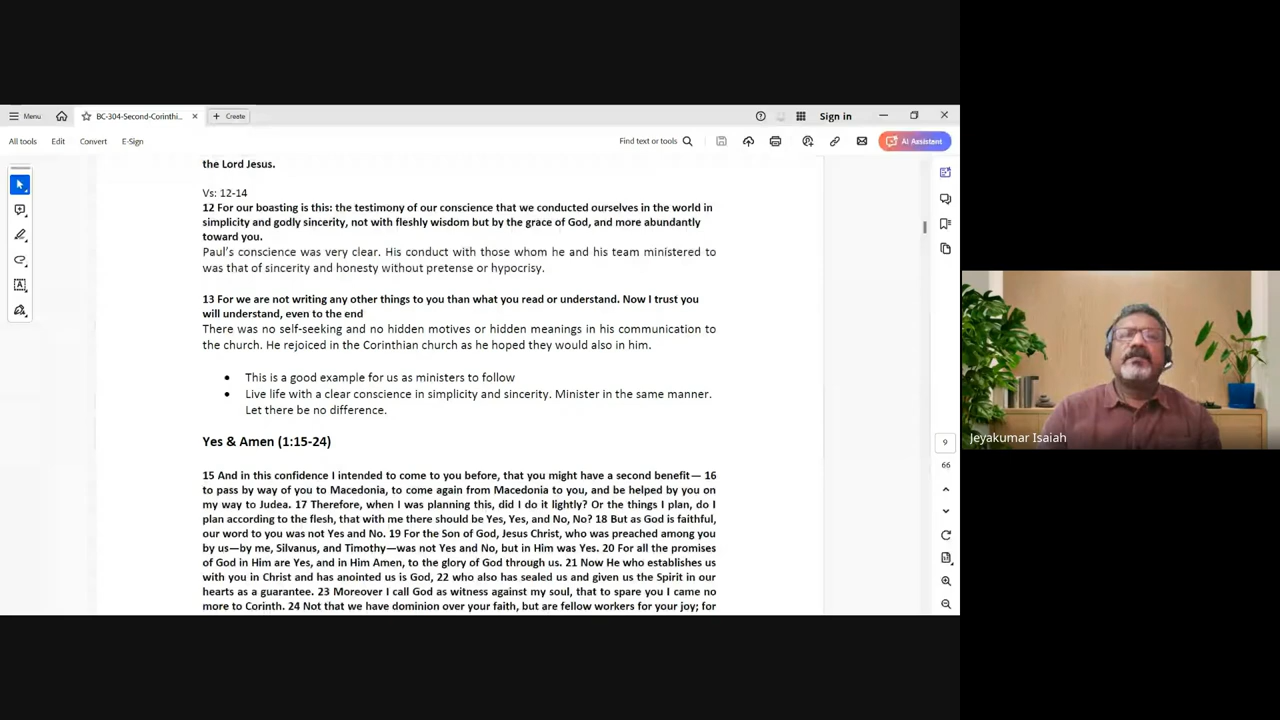 Menu
BC-304-Second-Corinthi...
Create
Sign in
All tools
Edit
Convert
E-Sign
Find text or tools
AI Assistant
the Lord Jesus.
Vs: 12-14
12 For our boasting is this: the testimony of our conscience that we conducted ourselves in the world in
simplicity and godly sincerity, not with fleshly wisdom but by the grace of God, and more abundantly
toward you.
Paul's conscience was very clear. His conduct with those whom he and his team ministered to
was that of sincerity and honesty without pretense or hypocrisy.
13 For we are not writing any other things to you than what you read or understand. Now I trust you
will understand, even to the end
There was no self-seeking and no hidden motives or hidden meanings in his communication to
the church. He rejoiced in the Corinthian church as he hoped they would also in him.
• This is a good example for us as ministers to follow
• Live life with a clear conscience in simplicity and sincerity. Minister in the same manner.
Let there be no difference.
Yes & Amen (1:15-24)
15 And in this confidence I intended to come to you before, that you might have a second benefit— 16
to pass by way of you to Macedonia, to come again from Macedonia to you, and be helped by you on
my way to Judea. 17 Therefore, when I was planning this, did I do it lightly? Or the things I plan, do I
plan according to the flesh, that with me there should be Yes, Yes, and No, No? 18 But as God is faithful,
our word to you was not Yes and No. 19 For the Son of God, Jesus Christ, who was preached among you
by us—by me, Silvanus, and Timothy—was not Yes and No, but in Him was Yes. 20 For all the promises
of God in Him are Yes, and in Him Amen, to the glory of God through us. 21 Now He who establishes us
with you in Christ and has anointed us is God, 22 who also has sealed us and given us the Spirit in our
hearts as a guarantee. 23 Moreover I call God as witness against my soul, that to spare you I came no
more to Corinth. 24 Not that we have dominion over your faith, but are fellow workers for your joy; for
9
66
Jeyakumar Isaiah